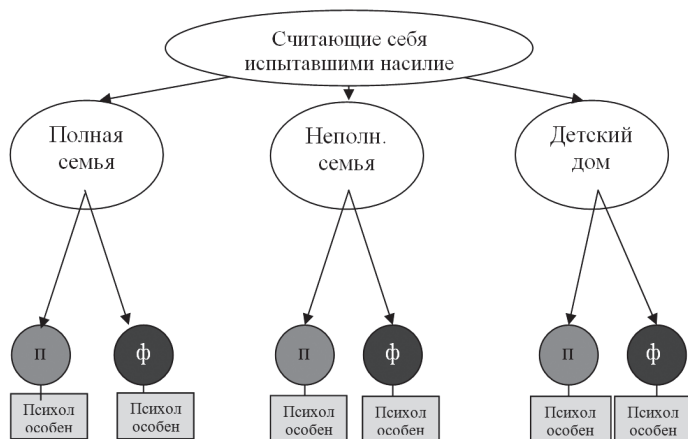 Считающие себя
испытавшими насилие
Полная
семья
Неполн.
семья
Детский
дом
п
ф
п
ф
п
ф
Психол
особен
Психол
особен
Психол
особен
Психол
особен
Психол
особен
Психол
особен